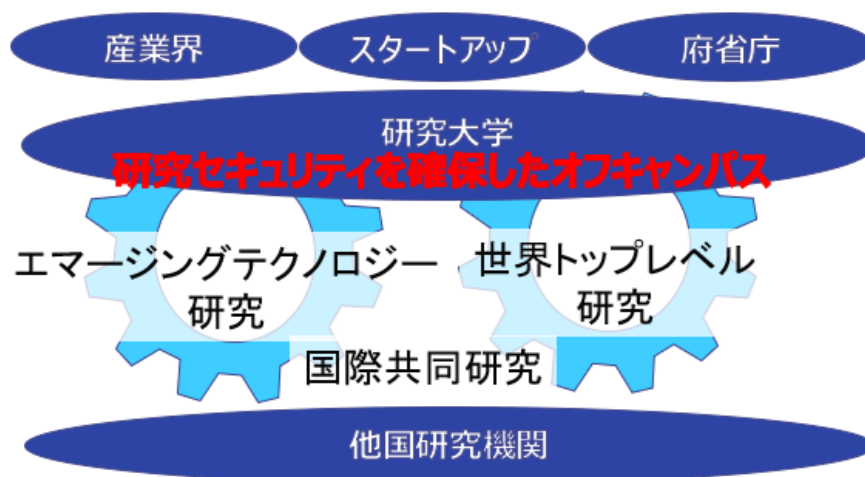 産業界
スタートアップ
府省庁
研究大学
研究セキュリティを確保したオフキャンパス
エマージングテクノロジー
研究
世界トップレベル
研究
国際共同研究
他国研究機関